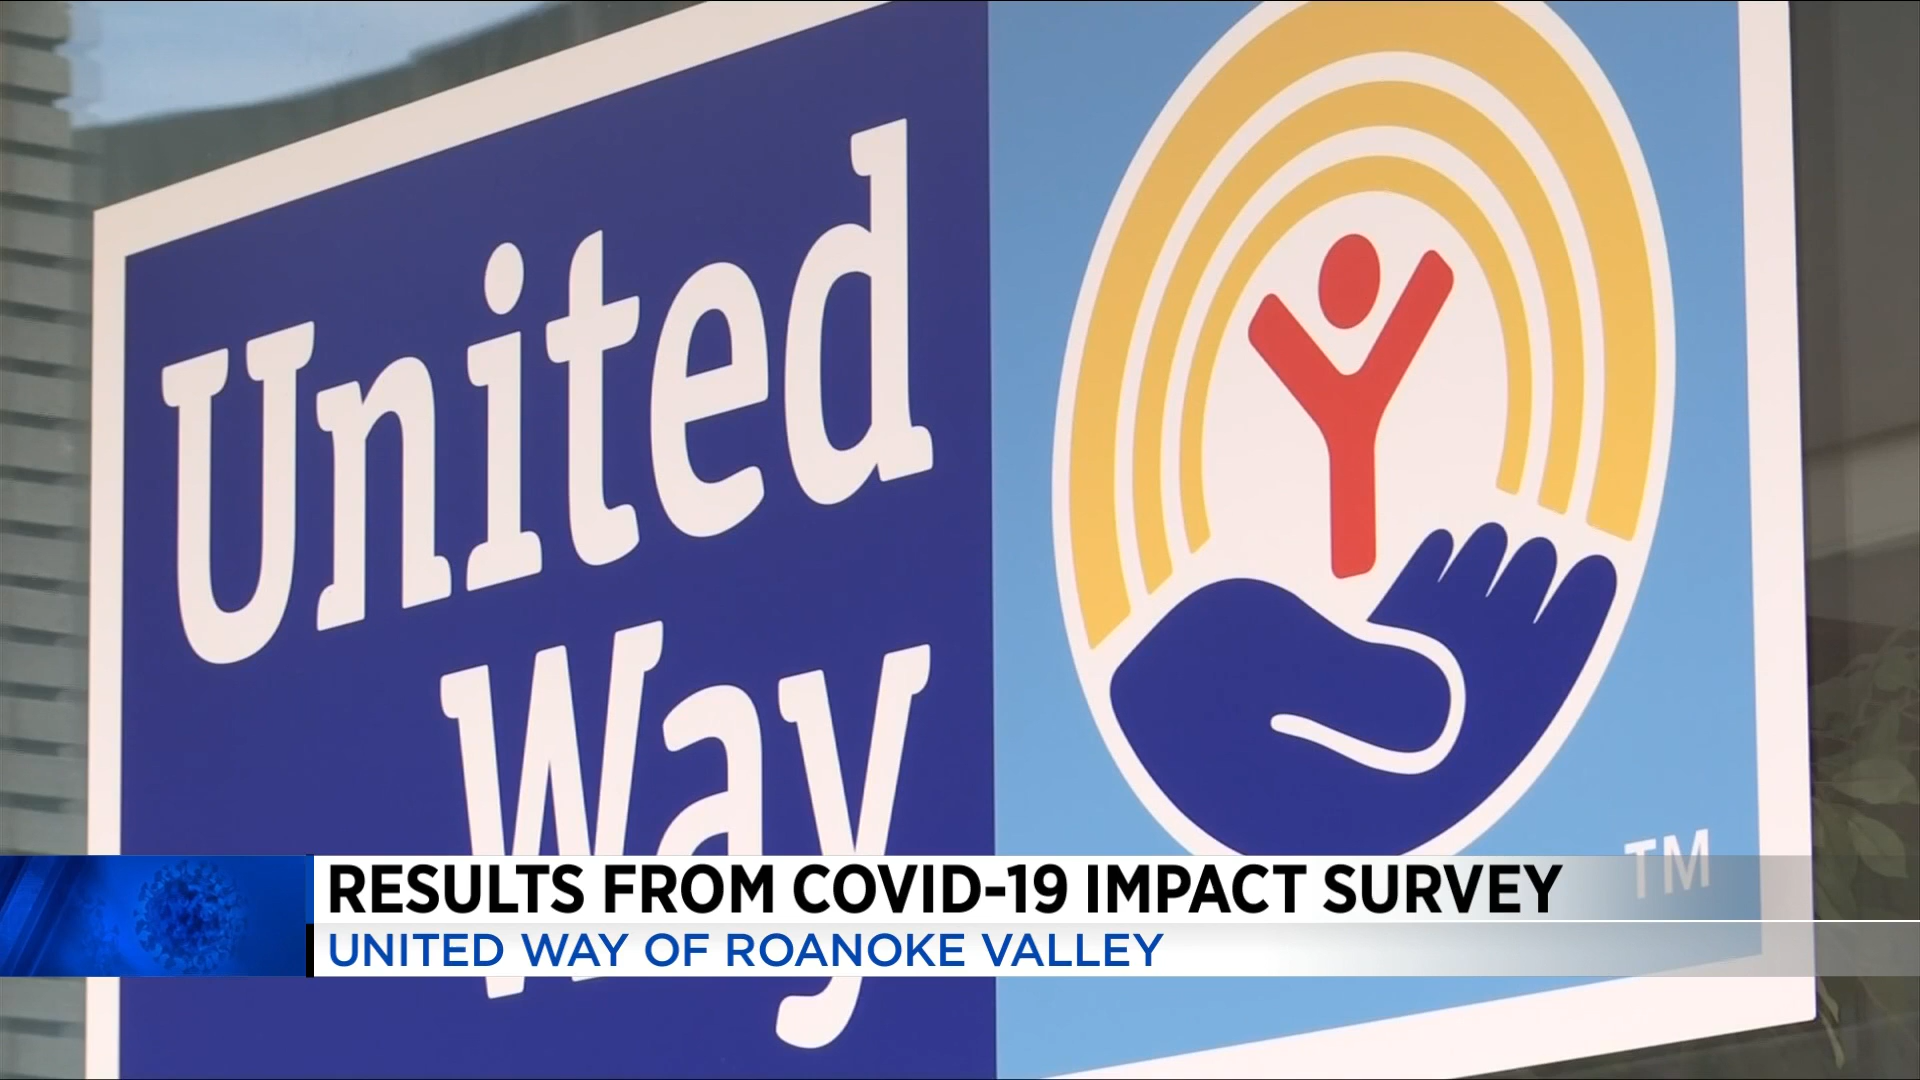 United
Way
TM
RESULTS FROM COVID-19 IMPACT SURVEY
UNITED WAY OF ROANOKE VALLEY